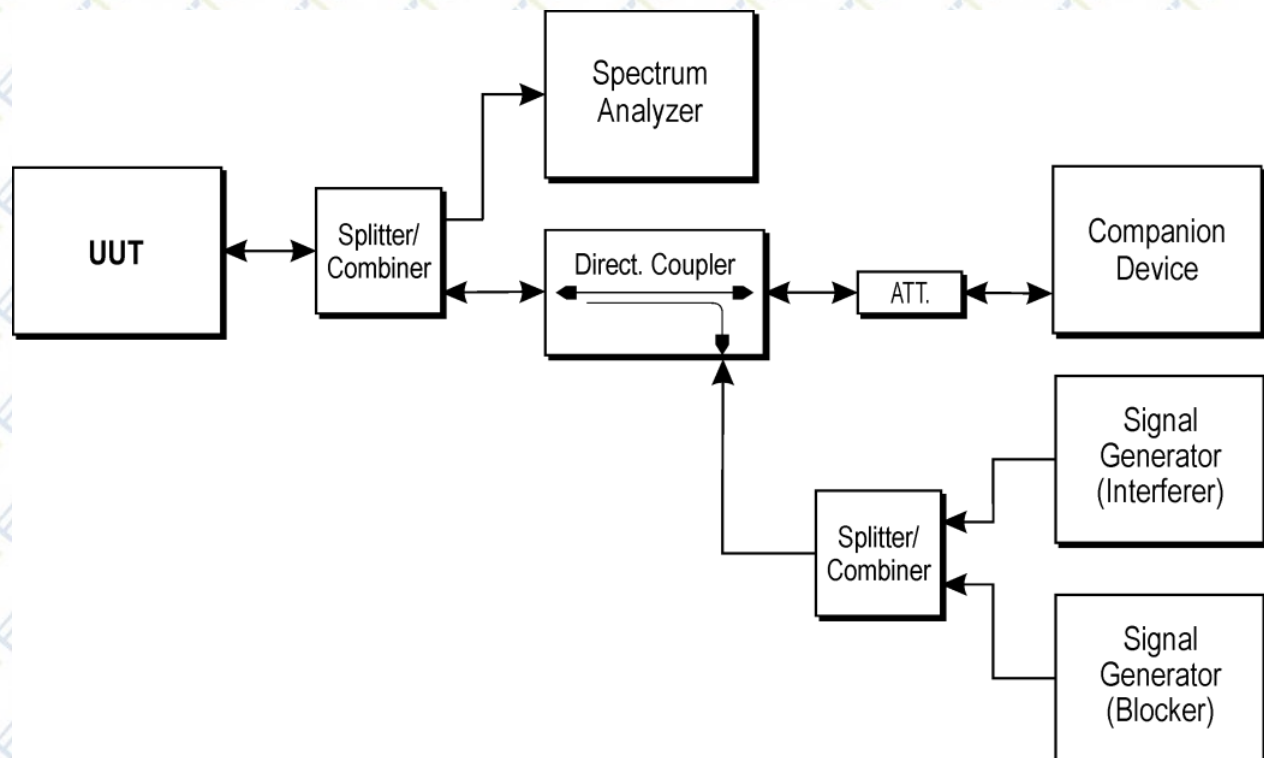 Spectrum
Analyzer
UUT
Splitter/
Combiner
Direct. Coupler
ATT.
Companion
Device
Signal
Generator
(Interferer)
Splitter/
Combiner
Signal
Generator
(Blocker)